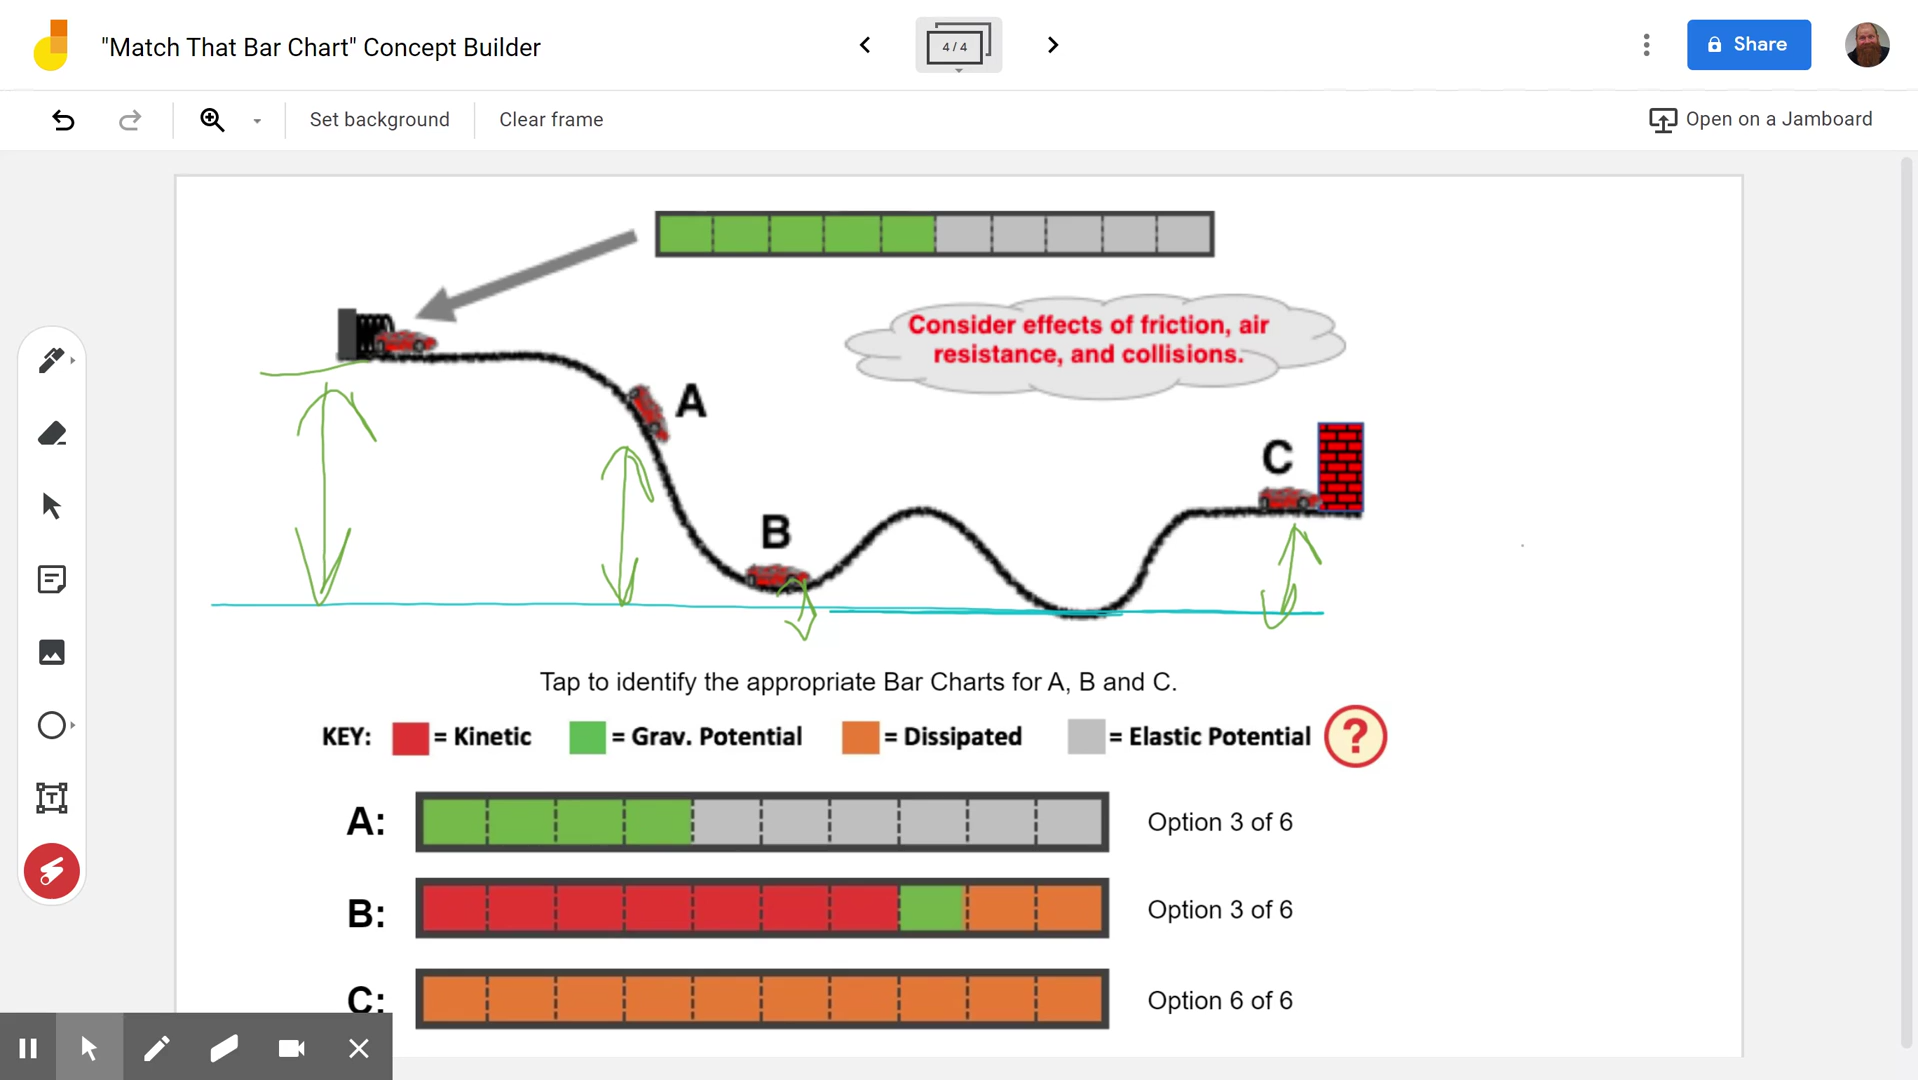 "Match That Bar Chart" Concept Builder
4 / 4
Share
Set background
Clear frame
Open on a Jamboard
Consider effects of friction, air
resistance, and collisions.
A
B
C
Tap to identify the appropriate Bar Charts for A, B and C.
KEY: = Kinetic = Grav. Potential = Dissipated = Elastic Potential ?
A: Option 3 of 6
B: Option 3 of 6
C: Option 6 of 6